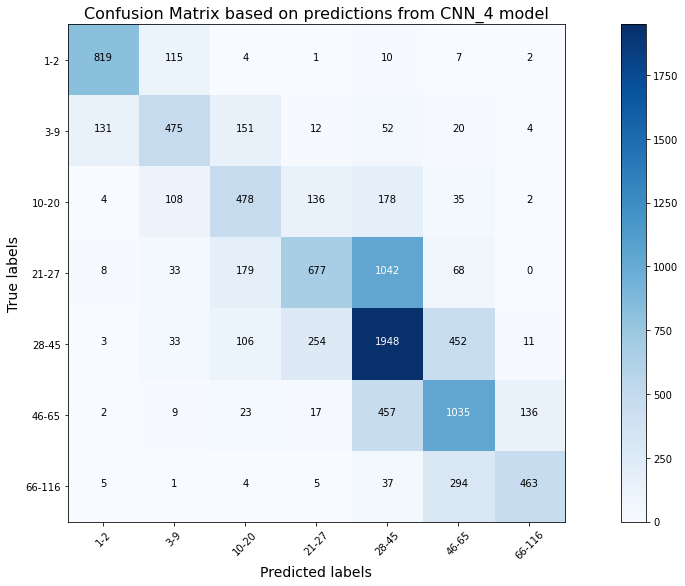 Confusion Matrix based on predictions from CNN_4 model
1-2 819 115 4 1 10 7 2
3-9 131 475 151 12 52 20 4
10-20 4 108 478 136 178 35 2
21-27 8 33 179 677 1042 68 0
28-45 3 33 106 254 1948 452 11
46-65 2 9 23 17 457 1035 136
66-116 5 1 4 5 37 294 463
1-2 3-9 10-20 21-27 28-45 46-65 66-116
True labels
Predicted labels
1750
1500
1250
1000
750
500
250
0